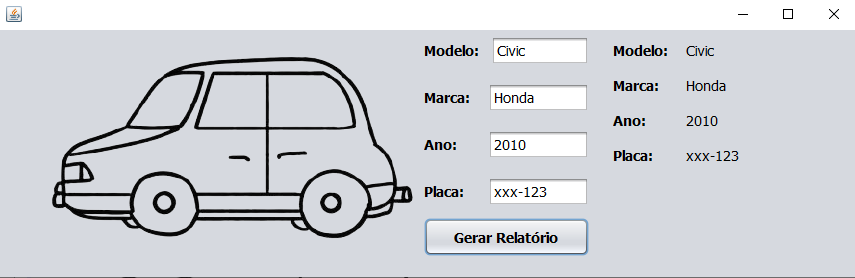 Modelo: Civic
Marca: Honda
Ano: 2010
Placa: xxx-123
Gerar Relatório
Modelo: Civic
Marca: Honda
Ano: 2010
Placa: xxx-123